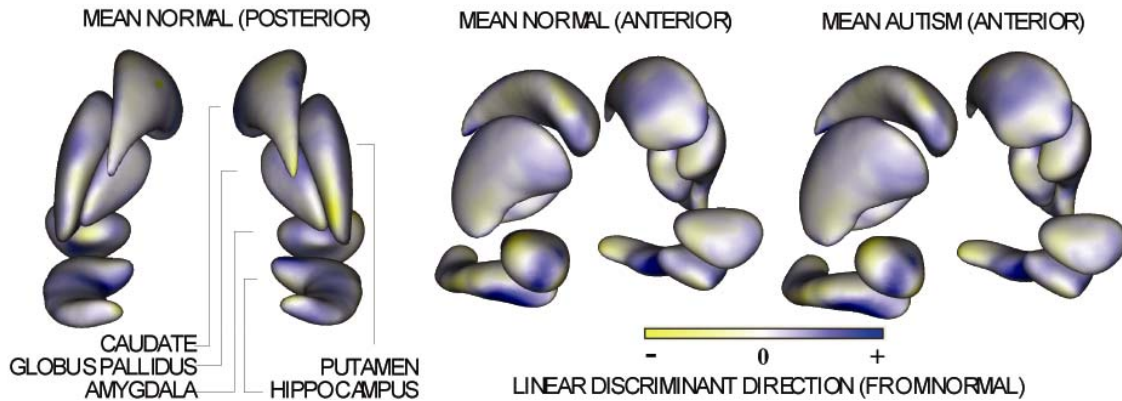 MEAN NORMAL (POSTERIOR)
MEAN NORMAL (ANTERIOR)
MEAN AUTISM (ANTERIOR)
CAUDATE
GLOBUS PALLIDUS
AMYGDALA
PUTAMEN
HIPPOCAMPUS
- 0 +
LINEAR DISCRIMINANT DIRECTION (FROMNORMAL)